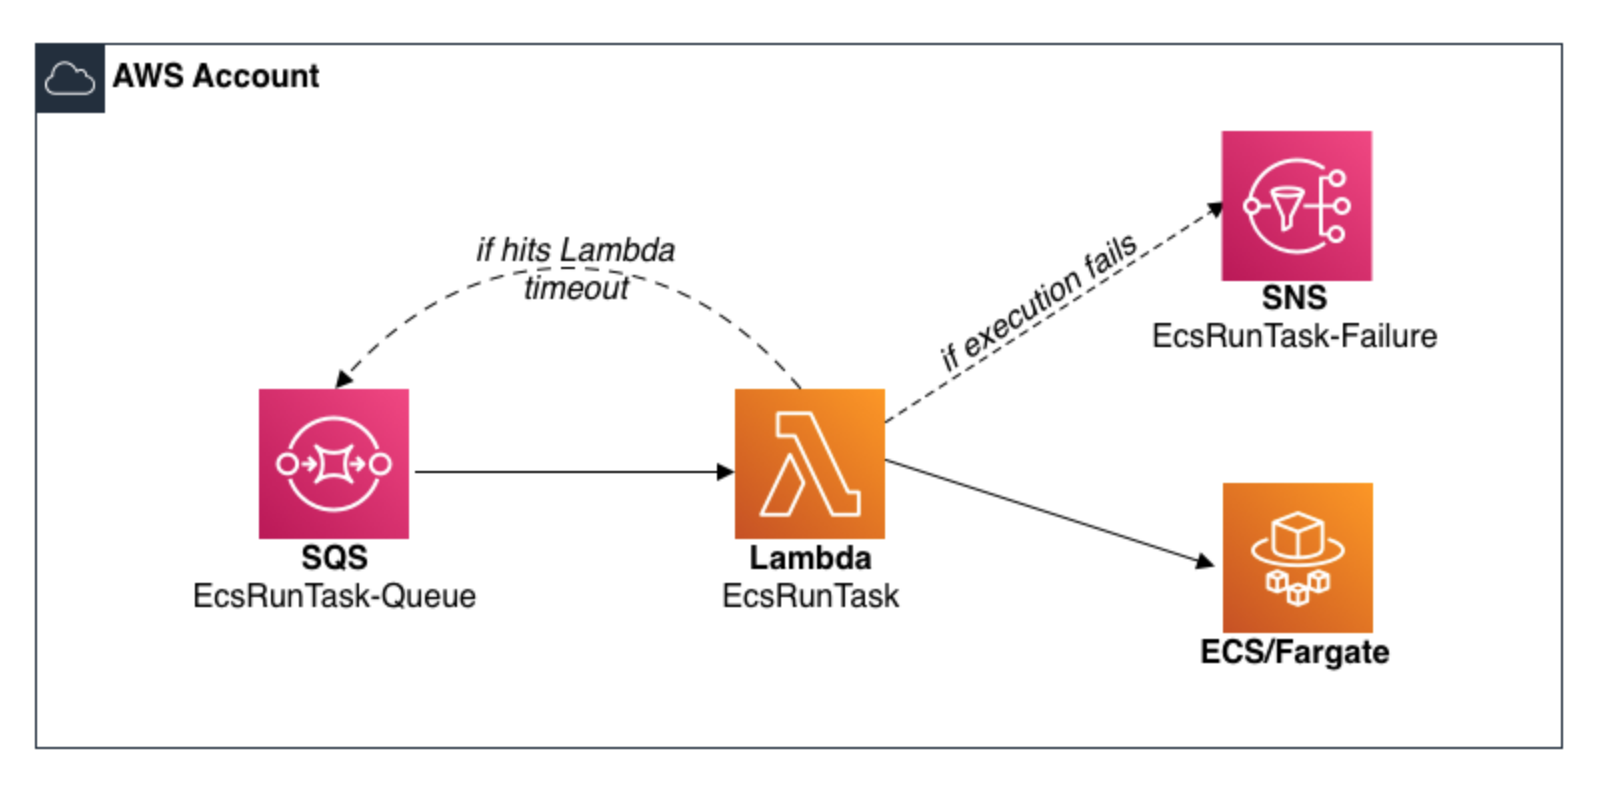 AWS Account
if hits Lambda
timeout
if execution fails
SNS
EcsRunTask-Failure
SQS
EcsRunTask-Queue
Lambda
EcsRunTask
ECS/Fargate